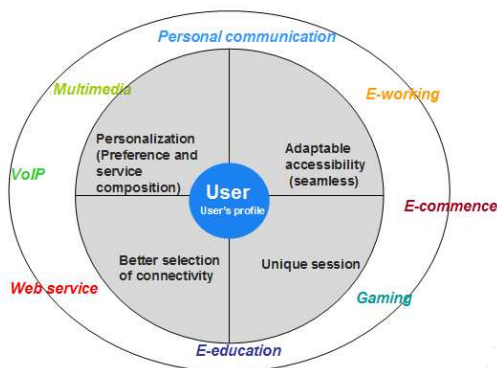 Personal communication
Multimedia
E-working
Personalization
(Preference and
service
composition)
Adaptable
accessibility
(seamless)
VoIP
User
User's profile
E-commence
Better selection
of connectivity
Unique session
Web service
Gaming
E-education